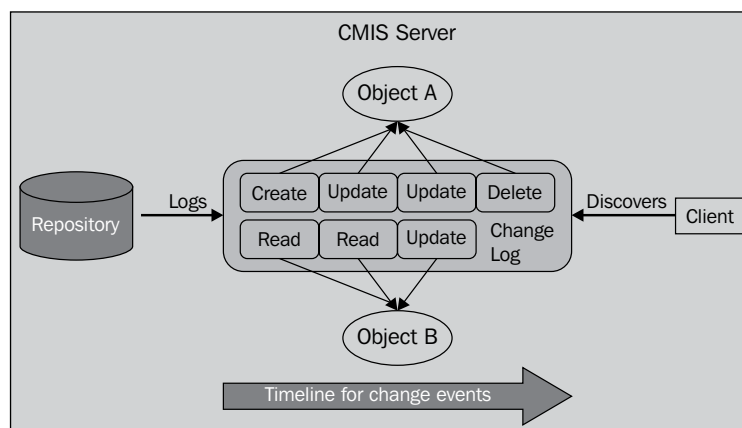 CMIS Server
Object A
Create Update Update Delete
Logs
Discovers
Repository
Client
Read Read Update
Change
Log
Object B
Timeline for change events